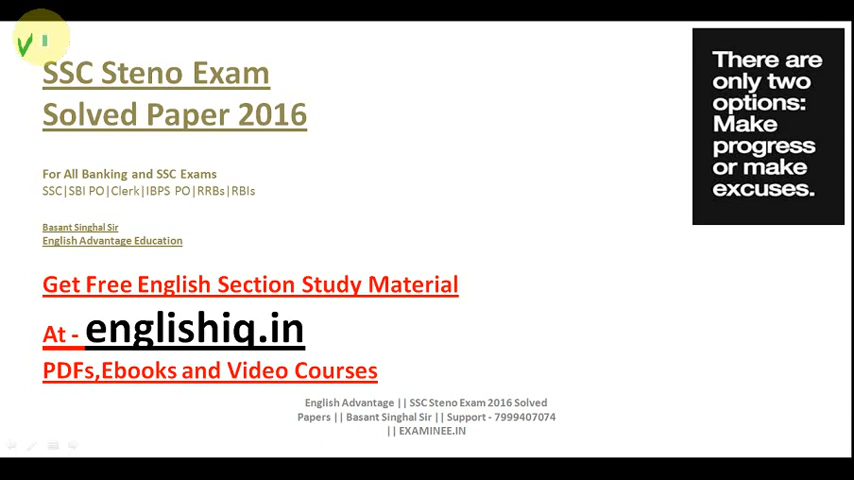 SSC Steno Exam
Solved Paper 2016
For All Banking and SSC Exams
SSC|SBI PO|Clerk|IBPS PO|RRBs|RBIs
Basant Singhal Sir
English Advantage Education
Get Free English Section Study Material
At - englishiq.in
PDFs,Ebooks and Video Courses
English Advantage || SSC Steno Exam 2016 Solved
Papers || Basant Singhal Sir || Support - 7999407074
|| EXAMINEE.IN
There are
only two
options:
Make
progress
or make
excuses.